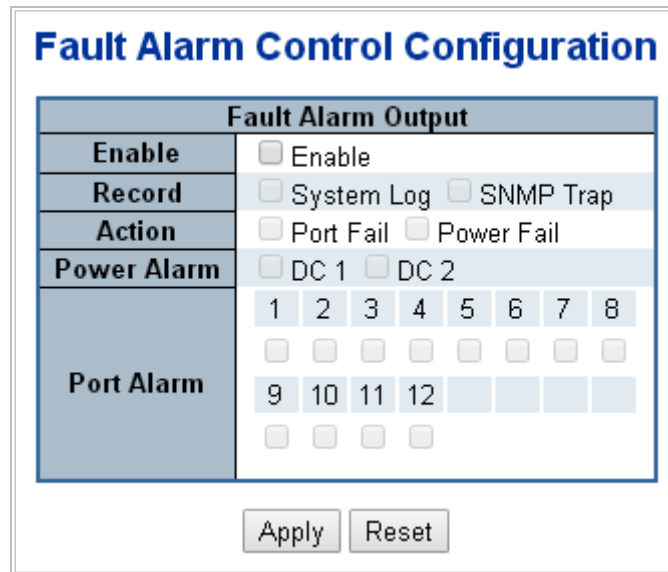 Fault Alarm Control Configuration
Fault Alarm Output
Enable Enable
Record System Log SNMP Trap
Action Port Fail Power Fail
Power Alarm DC 1 DC 2
Port Alarm
1 2 3 4 5 6 7 8
9 10 11 12
Apply Reset